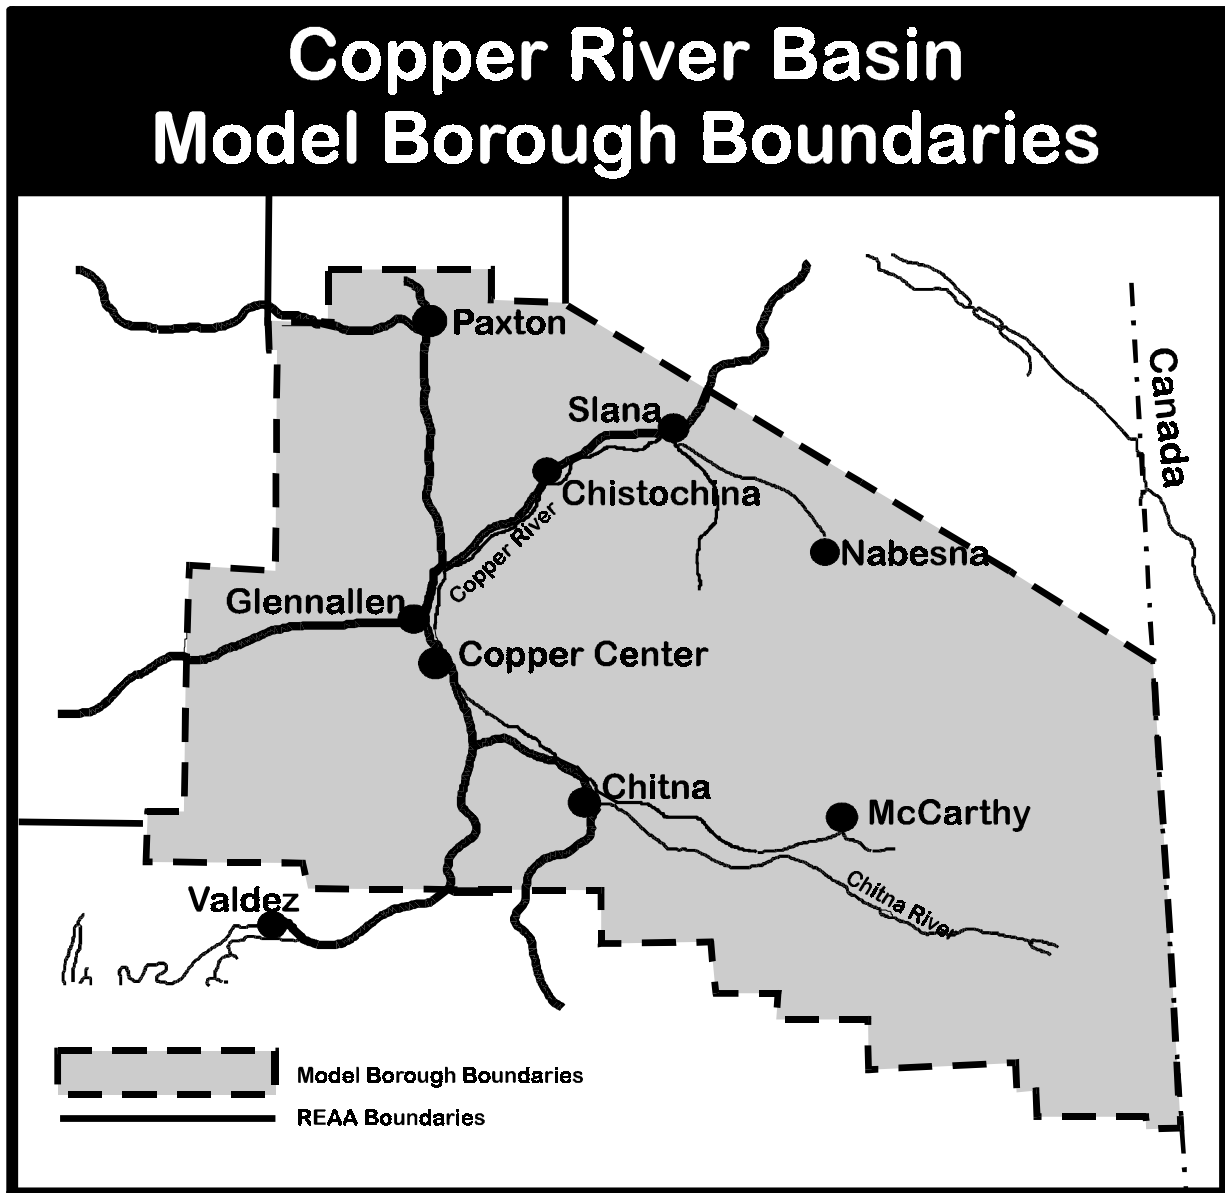 Copper River Basin
Model Borough Boundaries
Paxton
Canada
Slana
Chistochina
Copper River
Nabesna
Glennallen
Copper Center
Chitna
McCarthy
Chitna River
Valdez
Model Borough Boundaries
REAA Boundaries